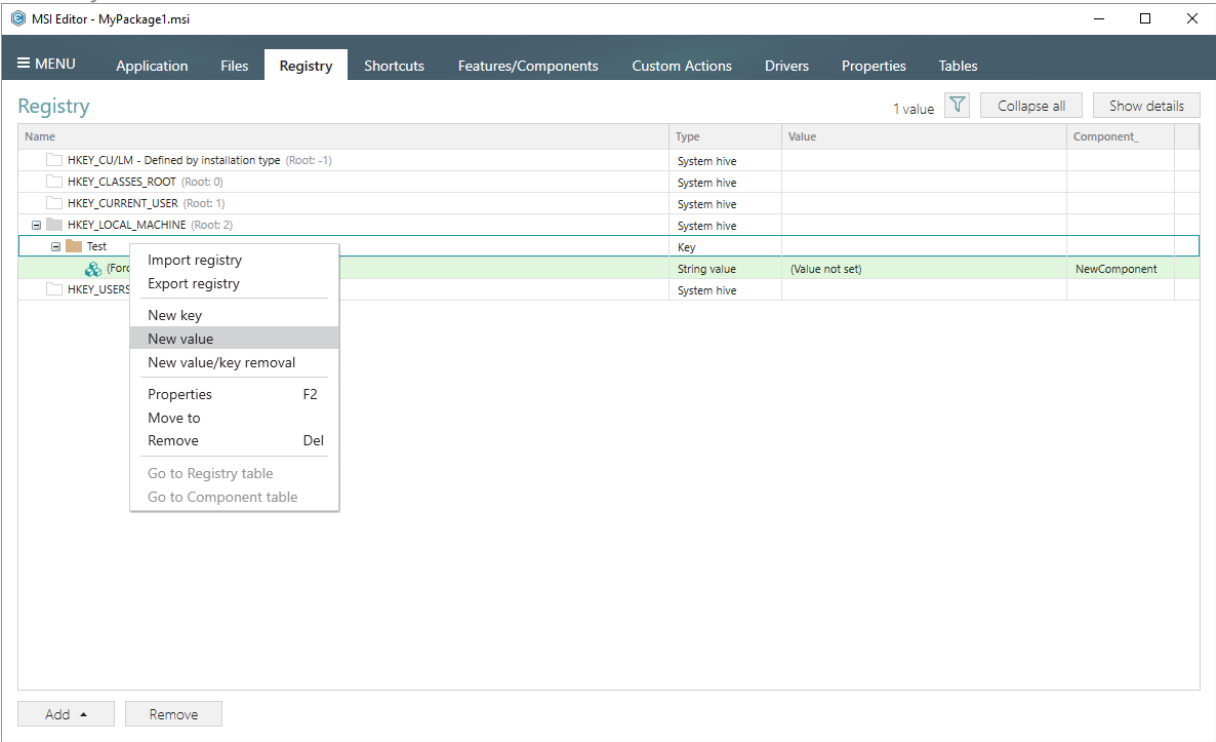 MSI Editor - MyPackage1.msi
MENU Application Files Registry Shortcuts Features/Components Custom Actions Drivers Properties Tables
Registry 1 value Collapse all Show details
Name Type Value Component_
HKEY_CU/LM - Defined by installation type (Root: -1) System hive
HKEY_CLASSES_ROOT (Root: 0) System hive
HKEY_CURRENT_USER (Root: 1) System hive
HKEY_LOCAL_MACHINE (Root: 2) System hive
Test Key
String value (Value not set) NewComponent
HKEY_USERS System hive
Import registry
Export registry
New key
New value
New value/key removal
Properties F2
Move to
Remove Del
Go to Registry table
Go to Component table
Add Remove